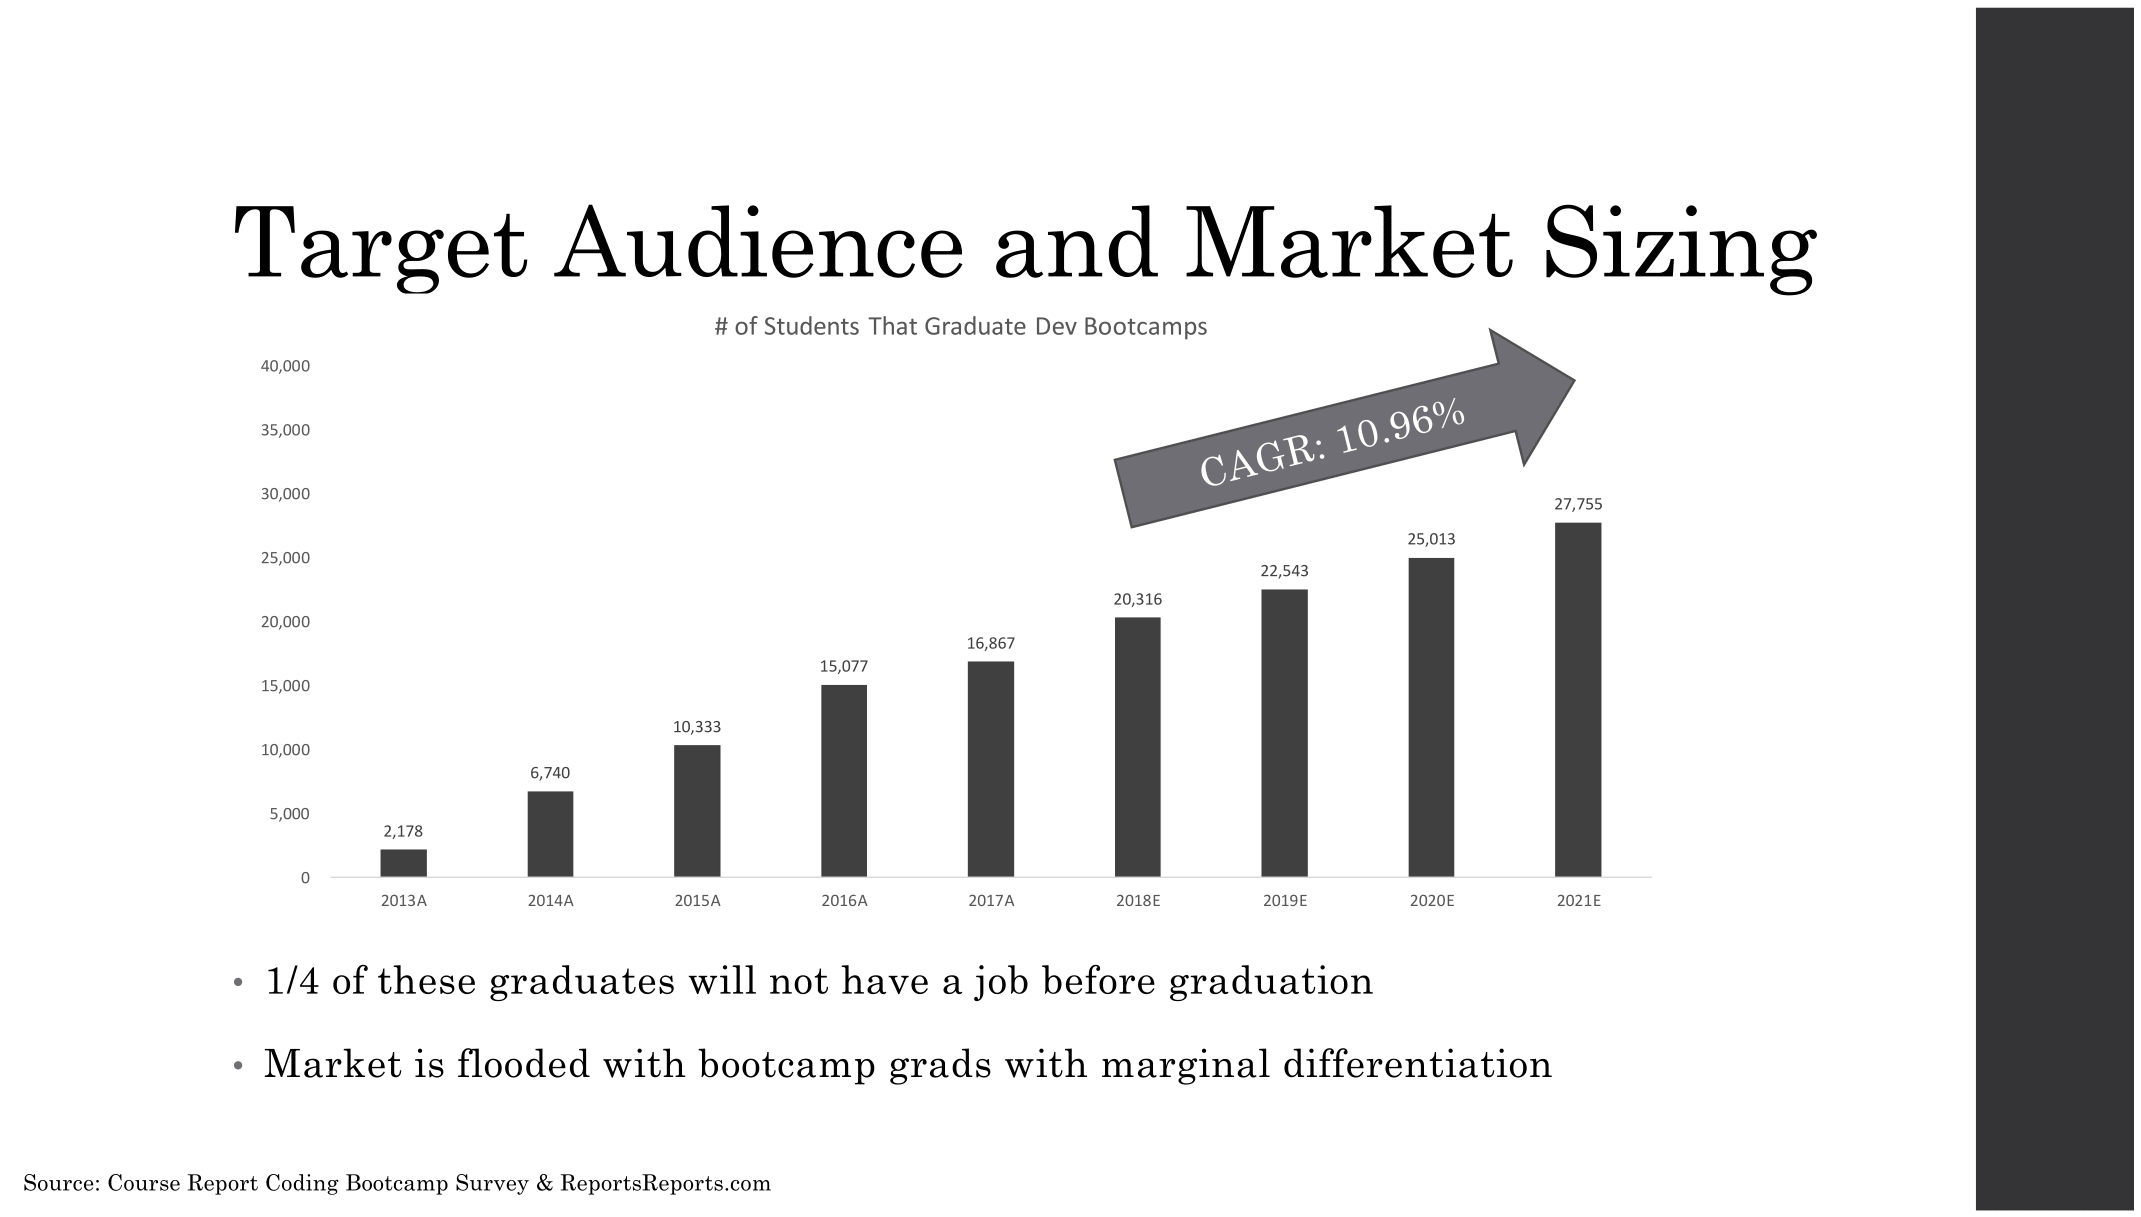 Target Audience and Market Sizing
# of Students That Graduate Dev Bootcamps
CAGR: 10.96%
40,000
35,000
30,000
25,000
20,000
15,000
10,000
5,000
0
2,178
6,740
10,333
15,077
16,867
20,316
22,543
25,013
27,755
2013A
2014A
2015A
2016A
2017A
2018E
2019E
2020E
2021E
• 1/4 of these graduates will not have a job before graduation
• Market is flooded with bootcamp grads with marginal differentiation
Source: Course Report Coding Bootcamp Survey & ReportsReports.com